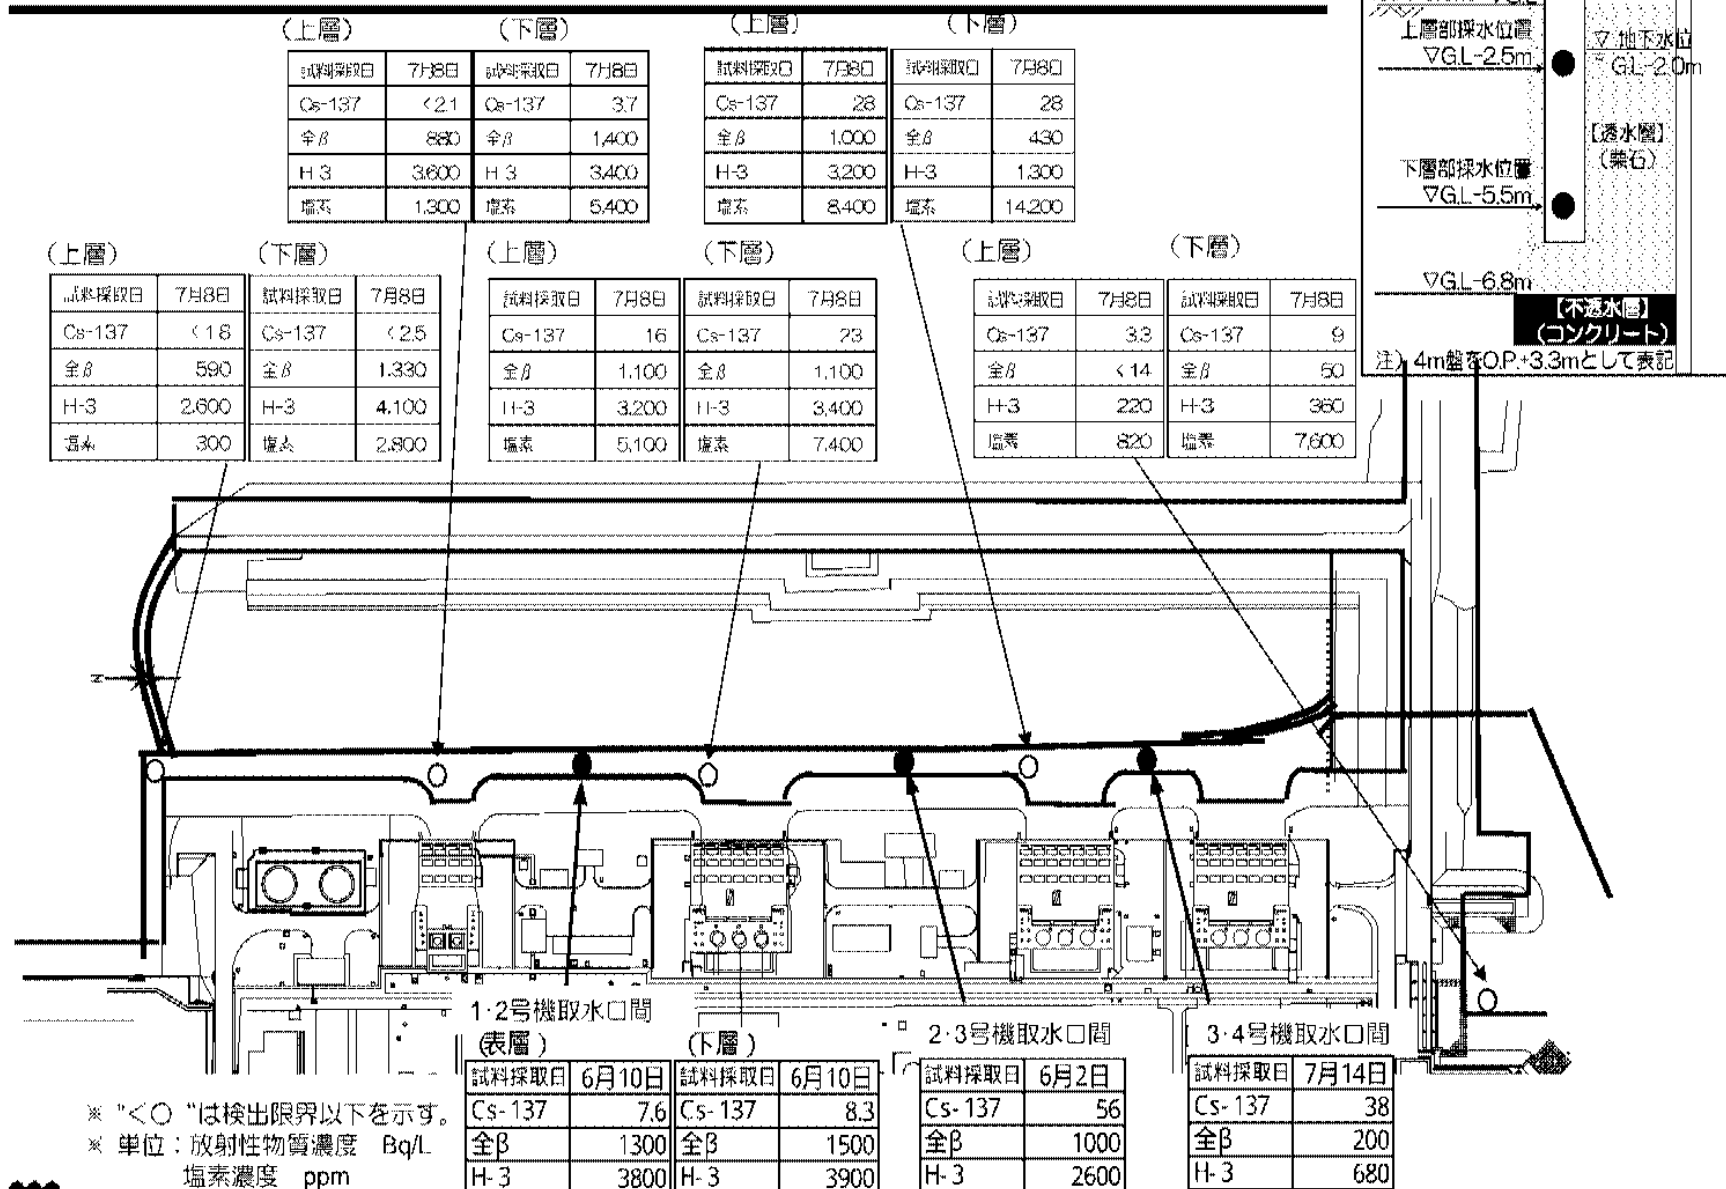 (上層) (下層)
試料採取日 7月8日 試料採取日 7月8日
Cs-137 <21 Cs-137 37
全β 880 全β 1,400
H-3 3,600 H-3 3,400
塩素 1,300 塩素 5,400
(上層) (下層)
試料採取日 7月8日 試料採取日 7月8日
Cs-137 28 Cs-137 28
全β 1,000 全β 430
H-3 3,200 H-3 1,300
塩素 8,400 塩素 14,200
上層部採水位置
▽G.L-2.5m
▽ 地下水位
G.L-2.0m
【透水層】
(栗石)
下層部採水位置
▽G.L-5.5m
▽G.L-6.8m
【不透水層】
(コンクリート)
注) 4m盤をO.P.+3.3mとして表記
(上層) (下層)
試料採取日 7月8日 試料採取日 7月8日
Cs-137 <18 Cs-137 <2.5
全β 590 全β 1,330
H-3 2,600 H-3 4,100
塩素 300 塩素 2,800
(上層) (下層)
試料採取日 7月8日 試料採取日 7月8日
Cs-137 16 Cs-137 23
全β 1,100 全β 1,100
H-3 3,200 H-3 3,400
塩素 5,100 塩素 7,400
(上層) (下層)
試料採取日 7月8日 試料採取日 7月8日
Cs-137 3.3 Cs-137 9
全β <14 全β
H-3 220 H-3 360
塩素 820 塩素 7,600
N
1・2号機取水口間
(表層) (下層)
試料採取日 6月10日 試料採取日 6月10日
Cs-137 7.6 Cs-137 8.3
全β 1300 全β 1500
H-3 3800 H-3 3900
2・3号機取水口間
試料採取日 6月2日
Cs-137 56
全β 1000
H-3 2600
3・4号機取水口間
試料採取日 7月14日
Cs-137 38
全β 200
H-3 680
※ "<○ "は検出限界以下を示す。
※ 単位：放射性物質濃度 Bq/L
塩素濃度 ppm